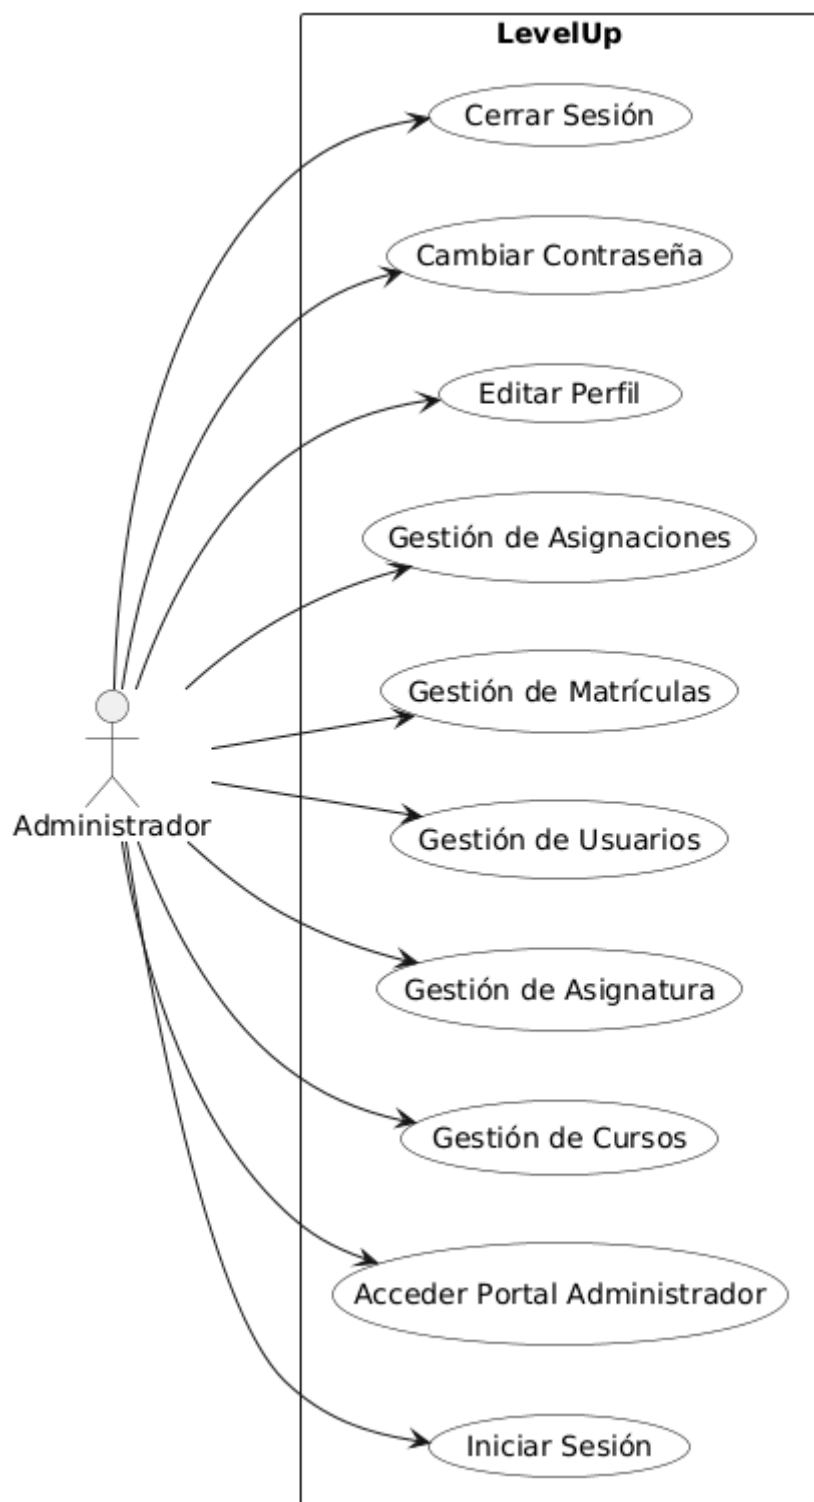 LevelUp
Cerrar Sesión
Cambiar Contraseña
Editar Perfil
Gestión de Asignaciones
Gestión de Matrículas
Administrador
Gestión de Usuarios
Gestión de Asignatura
Gestión de Cursos
Acceder Portal Administrador
Iniciar Sesión